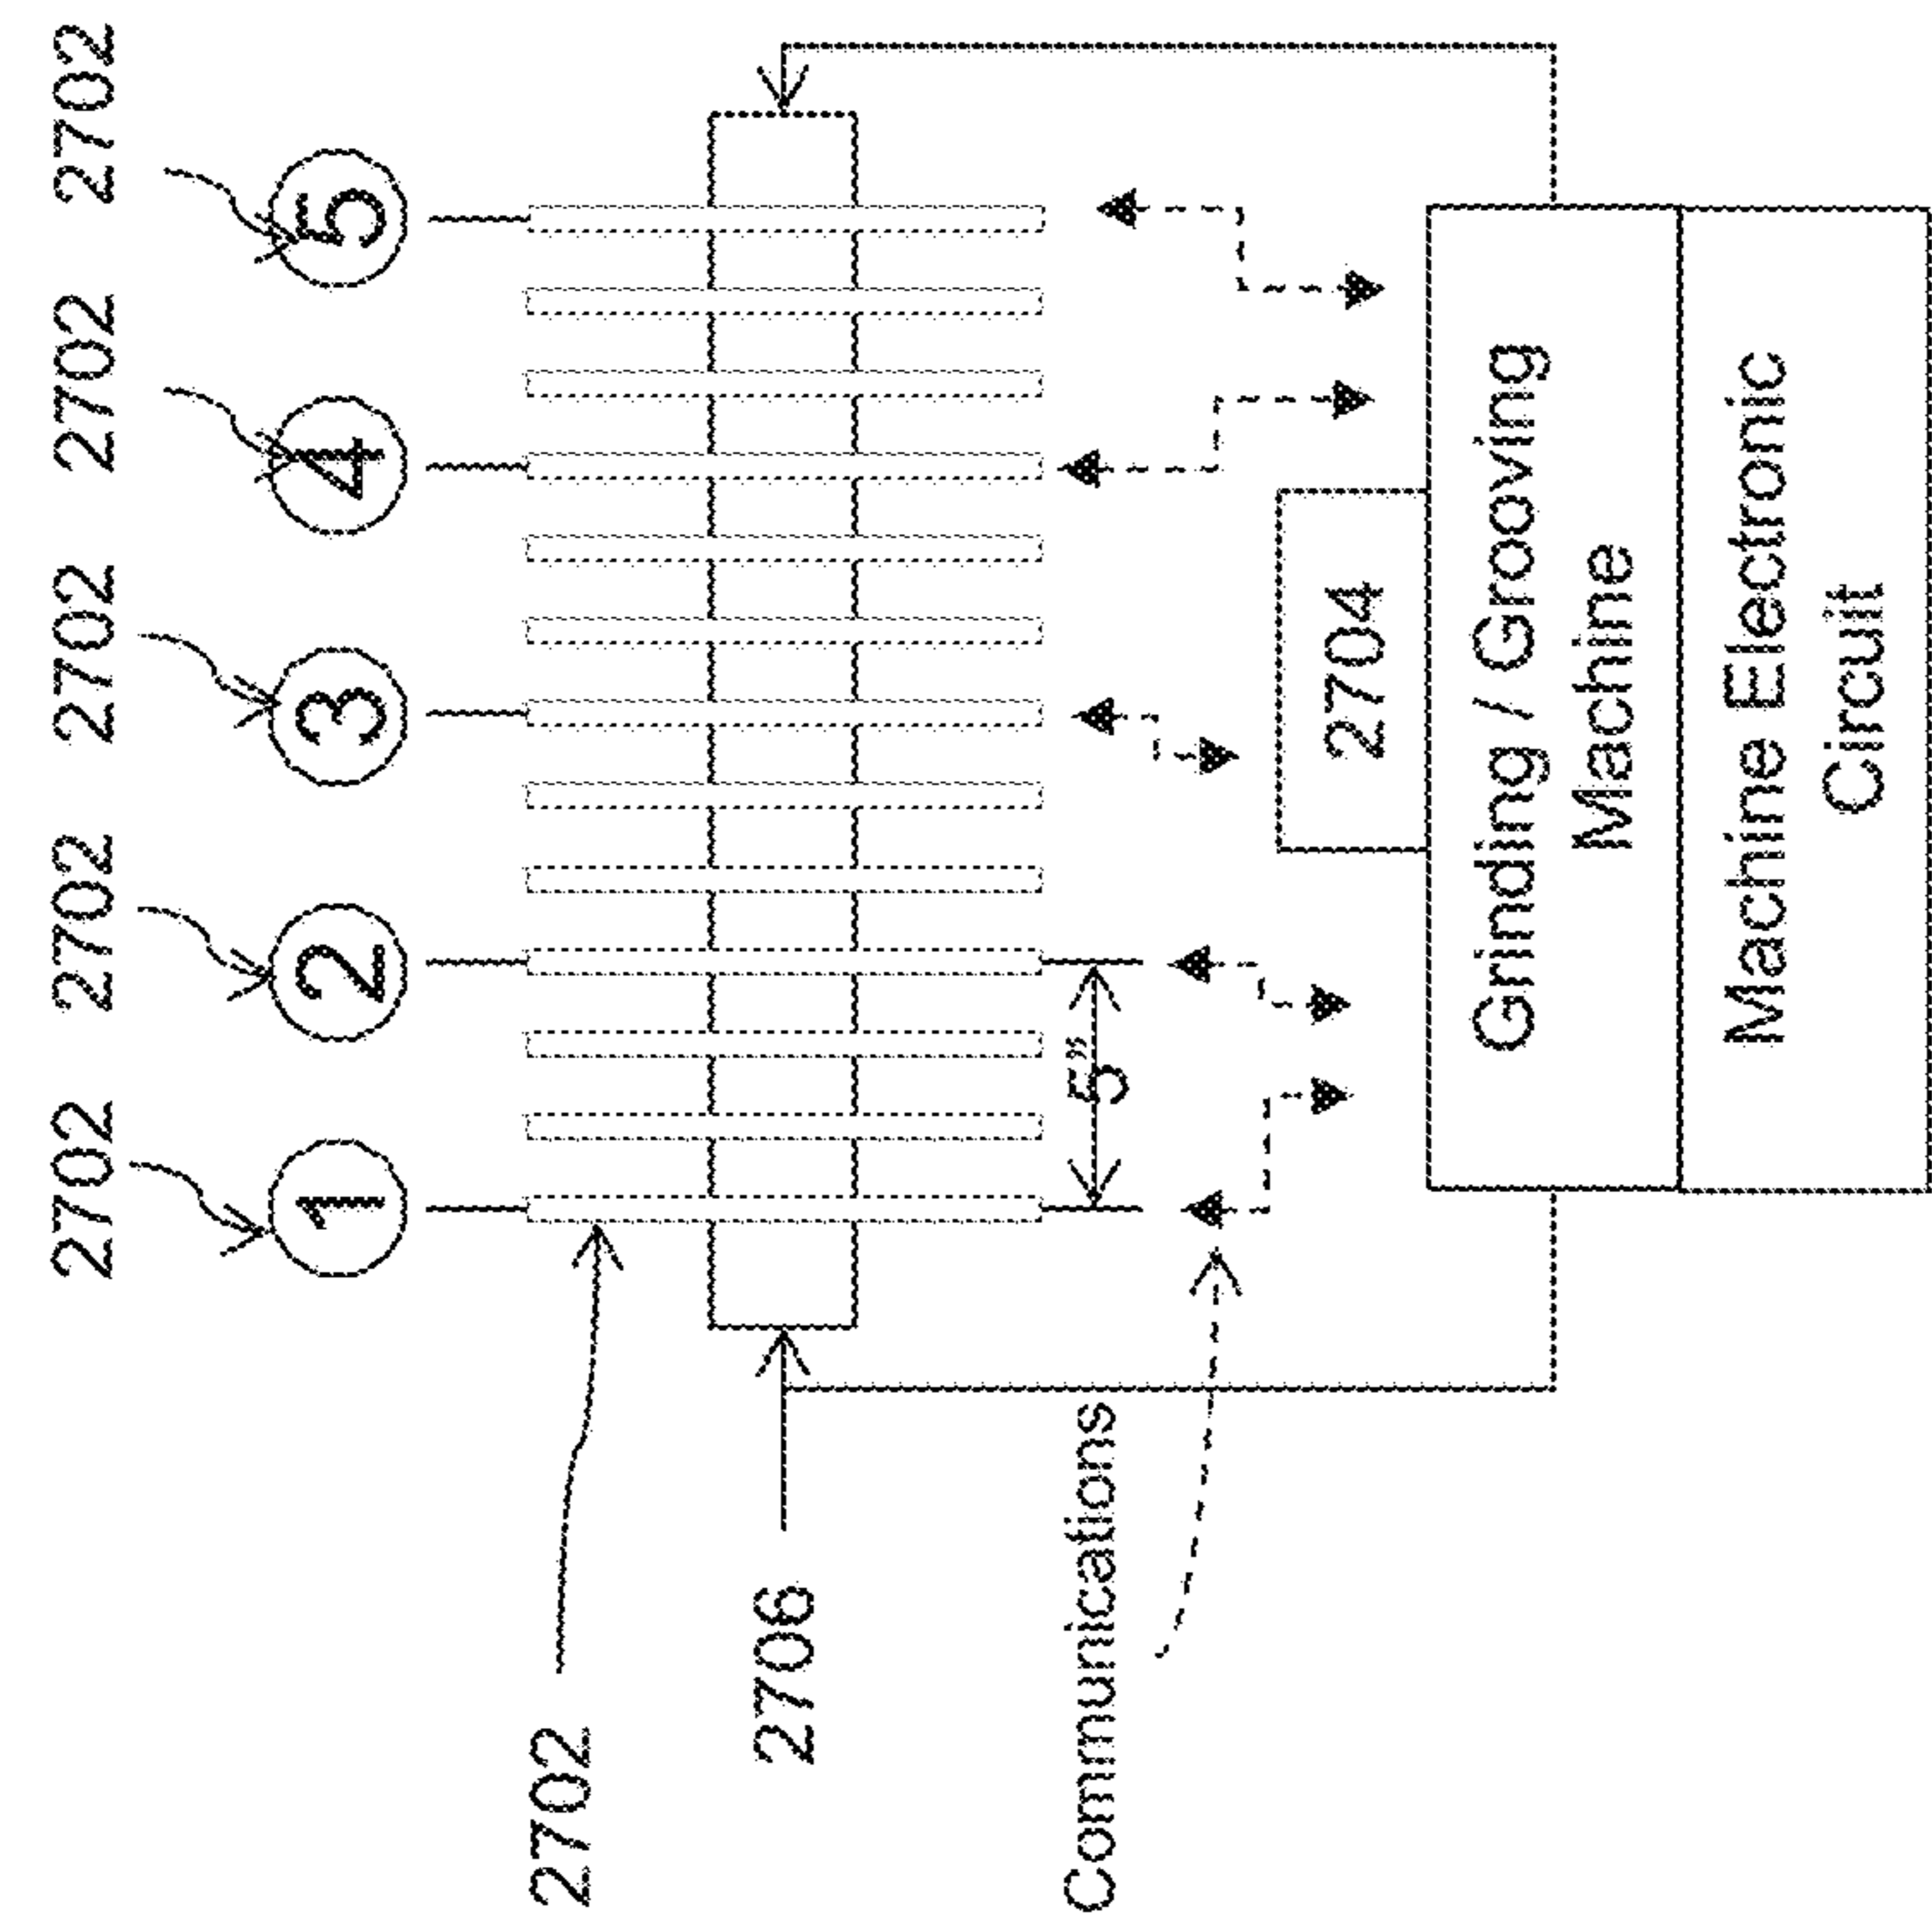 2702 2702 2702 2702 2702
1 2 3 4 5
2702
2706
5”
Communications
2704
Grinding / Grooving
Machine
Machine Electronic
Circuit